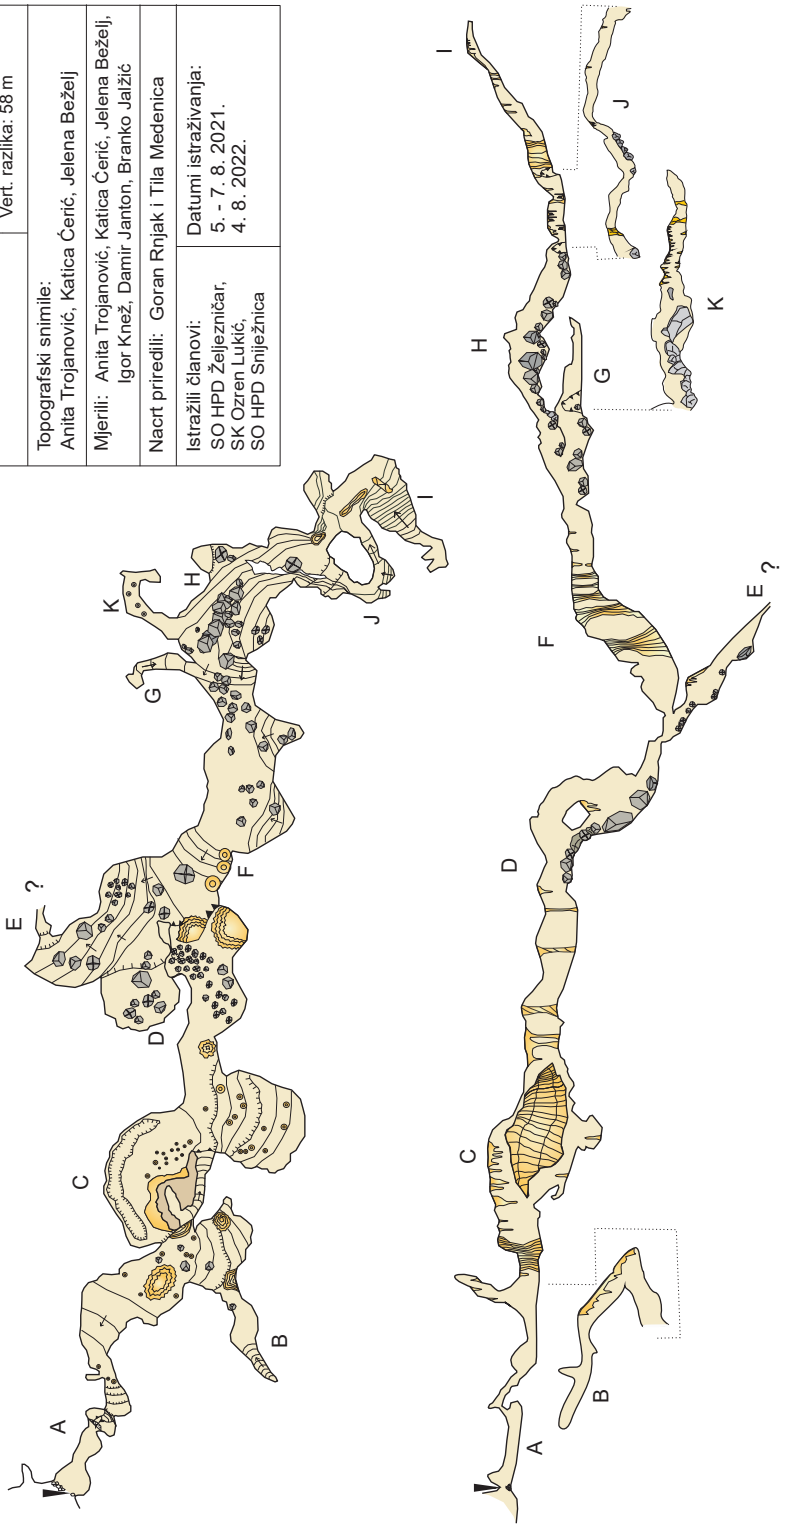 Vert. razlika: 58 m
Topografski snimile:
Anita Trojanović, Katica Ćerić, Jelena Beželj
Mjerili: Anita Trojanović, Katica Ćerić, Jelena Beželj,
Igor Knež, Damir Janton, Branko Jalžić
Nacrt priredili: Goran Rnjak i Tila Medenica
Istražili članovi:
SO HPD Željezničar,
SK Ozren Lukić,
SO HPD Sniježnica
Datumi istraživanja:
5. - 7. 8. 2021.
4. 8. 2022.
A
B
C
D
E
?
F
G
H
I
J
K
A
B
C
D
E ?
F
G
H
I
J
K